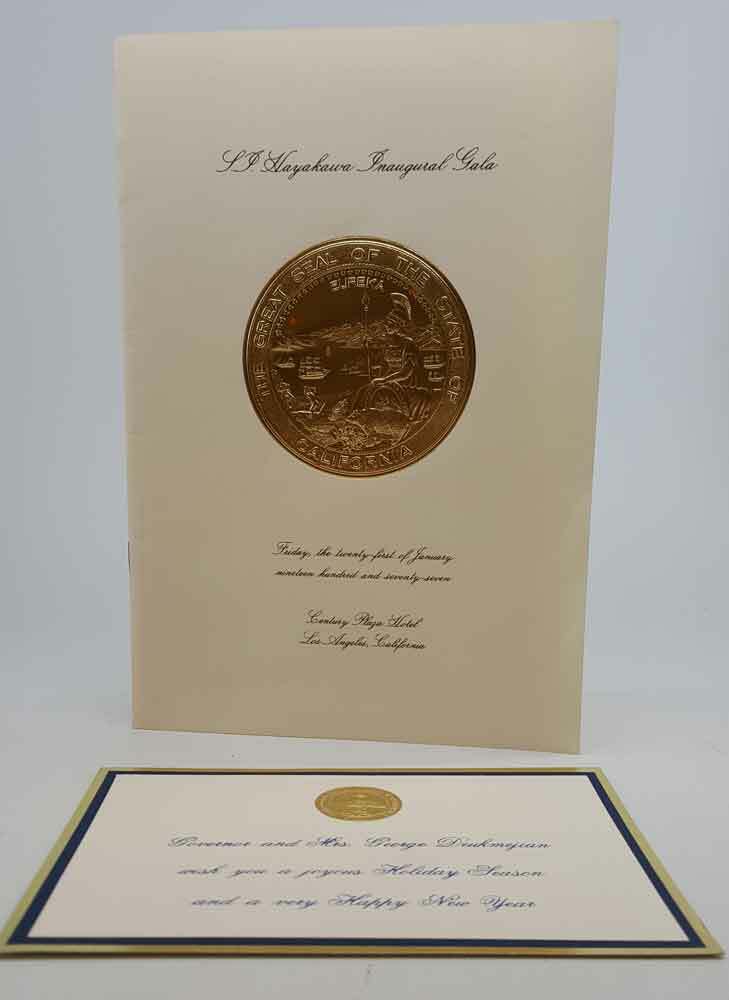 S.I. Hayakawa Inaugural Gala
THE GREAT SEAL OF THE STATE OF CALIFORNIA
EUREKA
Friday, the twenty-first of January
nineteen hundred and seventy-seven
Century Plaza Hotel
Los Angeles, California
Governor and Mrs. George Deukmejian
wish you a joyous Holiday Season
and a very Happy New Year